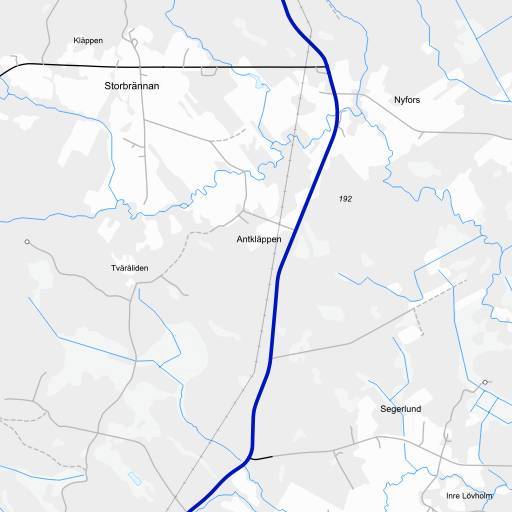 Kläppen
Storbrännan
Nyfors
192
Antkläppen
Tväråliden
Segerlund
Inre Lövholm